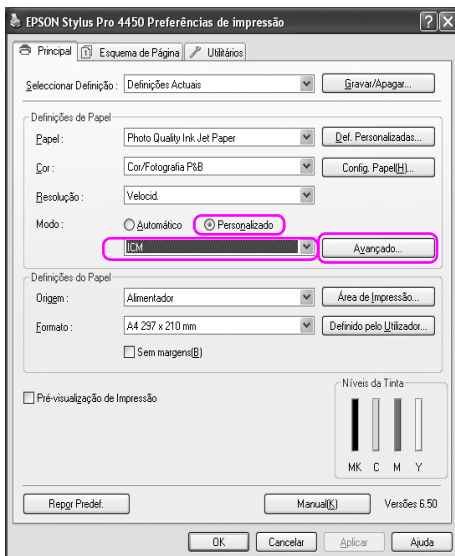 EPSON Stylus Pro 4450 Preferências de impressão
Principal Esquema de Página Utilitários
Seleccionar Definição : Definições Actuais Gravar/Apagar...
Definições de Papel
Papel : Photo Quality Ink Jet Paper Def. Personalizadas...
Cor : Cor/Fotografia P&B Config. Papel(H)...
Resolução : Velocid.
Modo : Automático Personalizado
ICM Avançado...
Definições do Papel
Origem : Alimentador Área de Impressão...
Formato : A4 297 x 210 mm Definido pelo Utilizador...
Sem margens(B)
Pré-visualização de Impressão
Níveis da Tinta
MK C M Y
Repor Predef. Manual(K) Versões 6.50
OK Cancelar Aplicar Ajuda